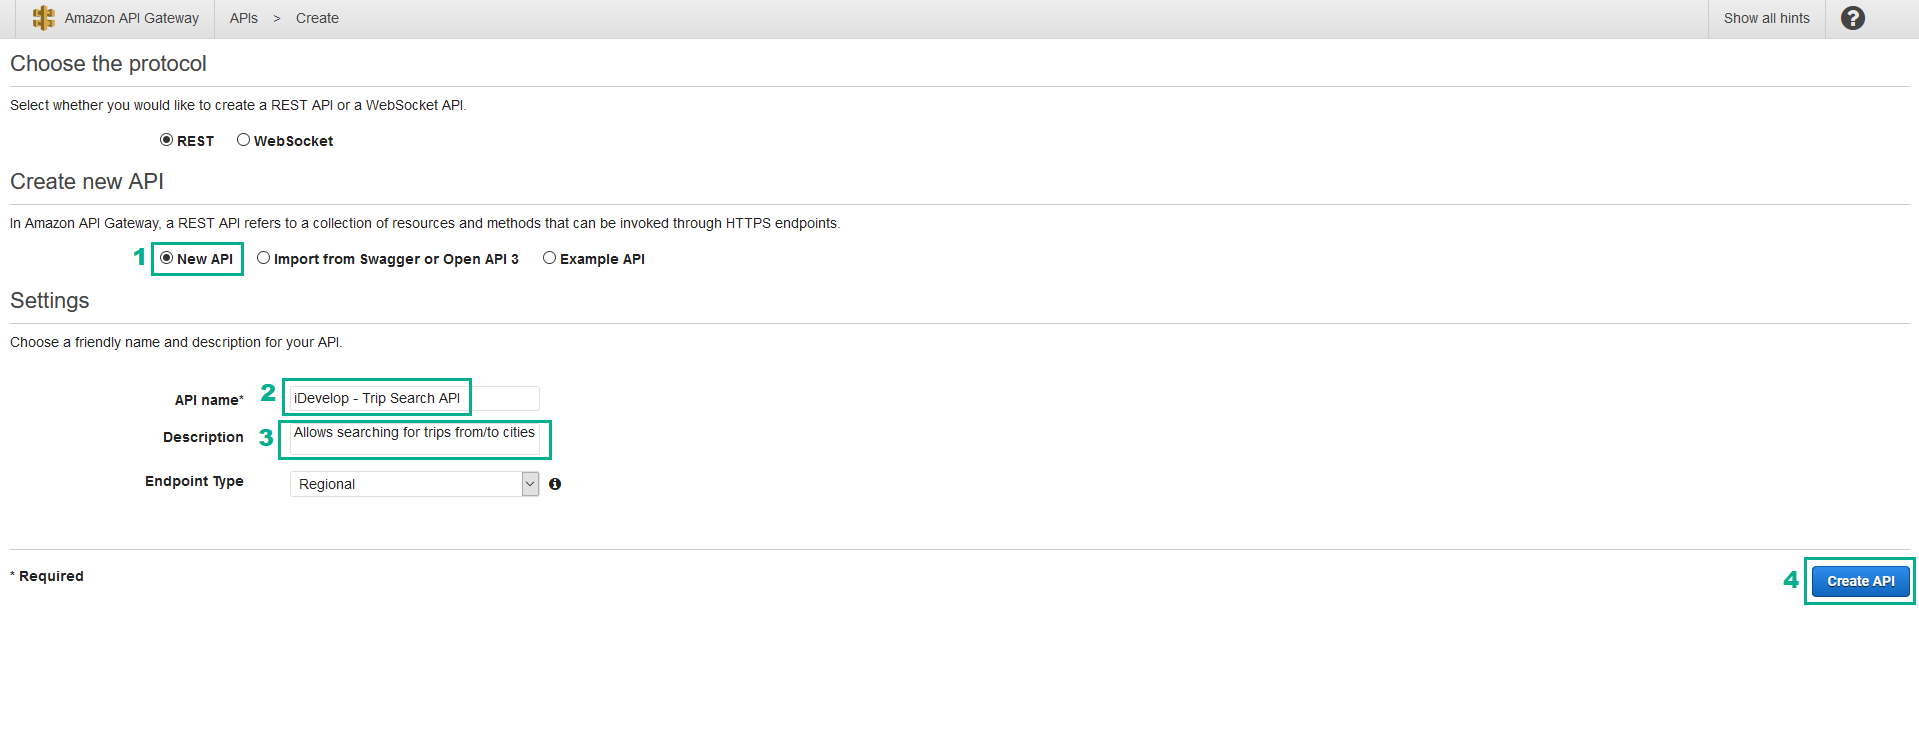 Amazon API Gateway APIs > Create Show all hints ?
Choose the protocol
Select whether you would like to create a REST API or a WebSocket API.
REST WebSocket
Create new API
In Amazon API Gateway, a REST API refers to a collection of resources and methods that can be invoked through HTTPS endpoints.
1 New API Import from Swagger or Open API 3 Example API
Settings
Choose a friendly name and description for your API.
API name* 2 iDevelop - Trip Search API
Description 3 Allows searching for trips from/to cities
Endpoint Type Regional i
* Required 4 Create API